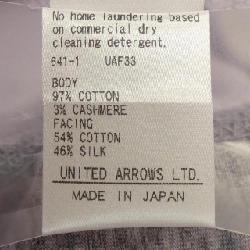 No home laundering based
on commercial dry
cleaning detergent.
641-1 UAF33
BODY
97% COTTON
3% CASHMERE
FACING
54% COTTON
46% SILK
UNITED ARROWS LTD.
MADE IN JAPAN